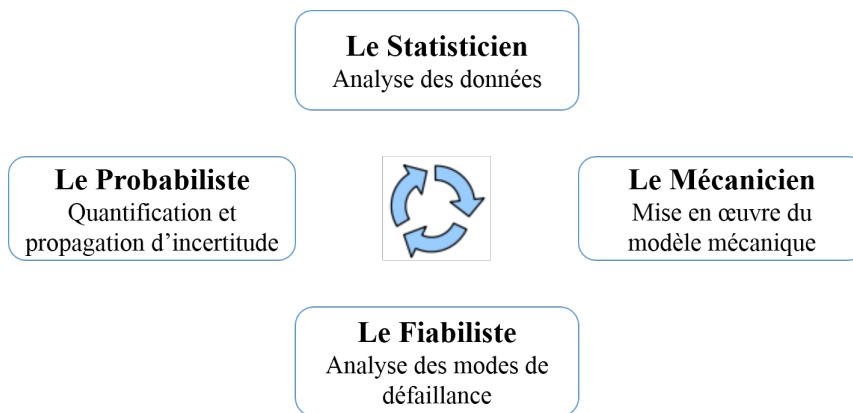 Le Statisticien
Analyse des données
Le Probabiliste
Quantification et
propagation d'incertitude
Le Mécanicien
Mise en œuvre du
modèle mécanique
Le Fiabiliste
Analyse des modes de
défaillance